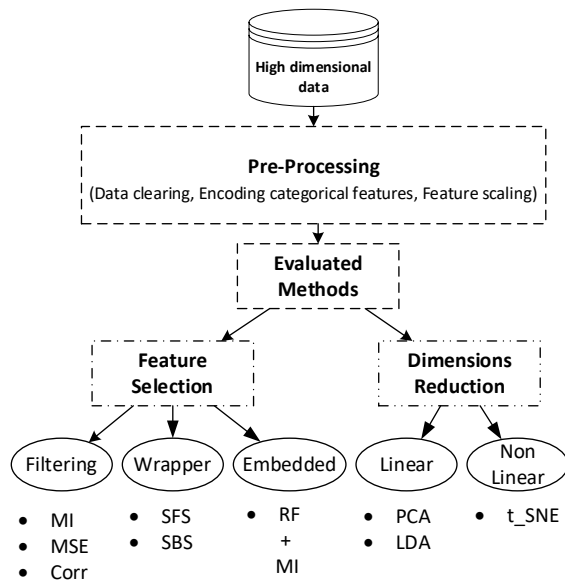 High dimensional
data
Pre-Processing
(Data clearing, Encoding categorical features, Feature scaling)
Evaluated
Methods
Feature
Selection
Dimensions
Reduction
Filtering
Wrapper
Embedded
Linear
Non
Linear
• MI
• MSE
• Corr
• SFS
• SBS
• RF
+
MI
• PCA
• LDA
• t_SNE